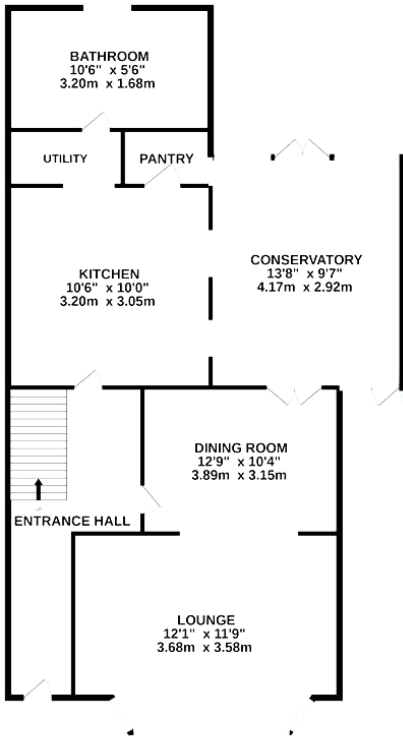 BATHROOM
10'6" x 5'6"
3.20m x 1.68m
UTILITY
PANTRY
CONSERVATORY
13'8" x 9'7"
4.17m x 2.92m
KITCHEN
10'6" x 10'0"
3.20m x 3.05m
DINING ROOM
12'9" x 10'4"
3.89m x 3.15m
ENTRANCE HALL
LOUNGE
12'1" x 11'9"
3.68m x 3.58m